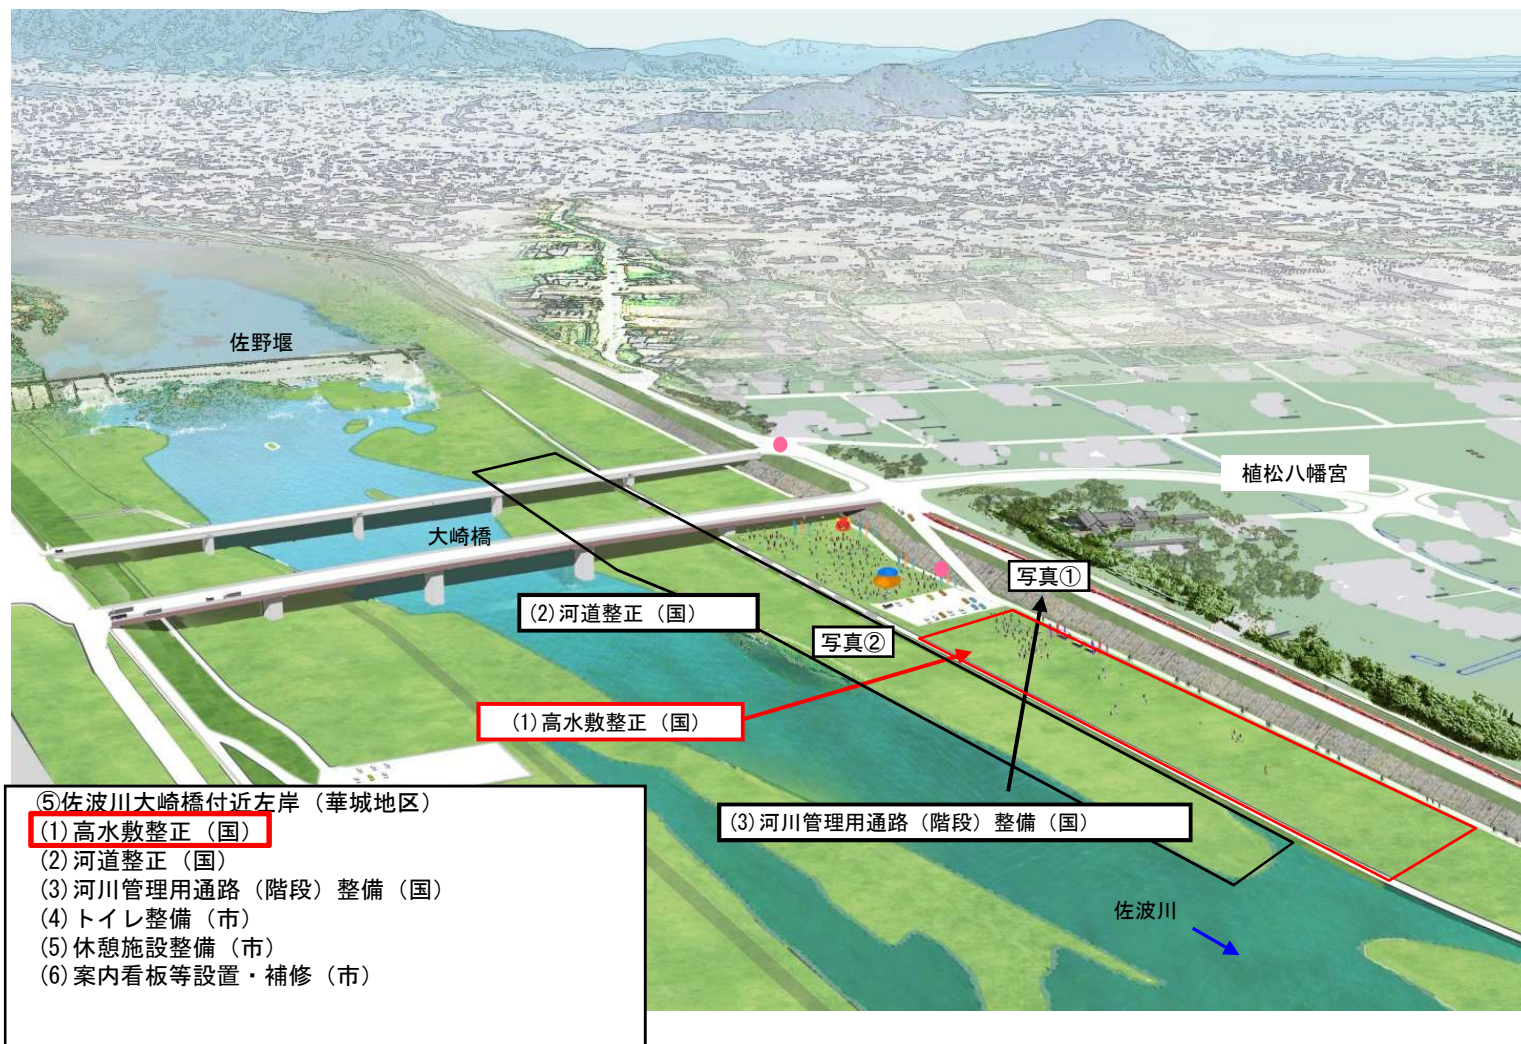 佐野堰
植松八幡宮
大崎橋
写真①
(2)河道整正（国）
写真②
(1)高水敷整正（国）
(3)河川管理用通路（階段）整備（国）
佐波川
⑤佐波川大崎橋付近左岸（華城地区）
(1)高水敷整正（国）
(2)河道整正（国）
(3)河川管理用通路（階段）整備（国）
(4)トイレ整備（市）
(5)休憩施設整備（市）
(6)案内看板等設置・補修（市）